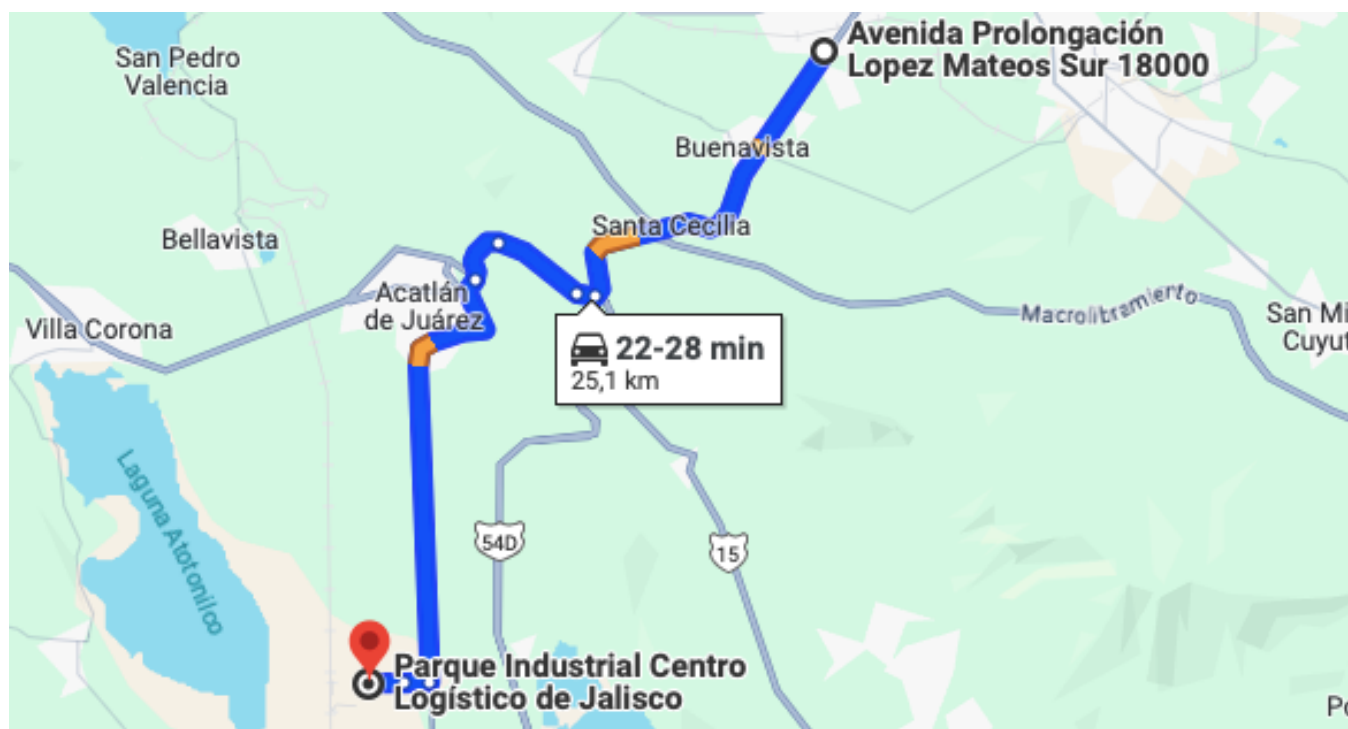 Avenida Prolongación
Lopez Mateos Sur 18000
San Pedro
Valencia
Buenavista
Santa Cecilia
Bellavista
Acatlán
de Juárez
Villa Corona
Macrolibramiento
San Mi
Cuyut
22-28 min
25,1 km
Laguna Atotonilco
54D
15
Parque Industrial Centro
Logístico de Jalisco
Po